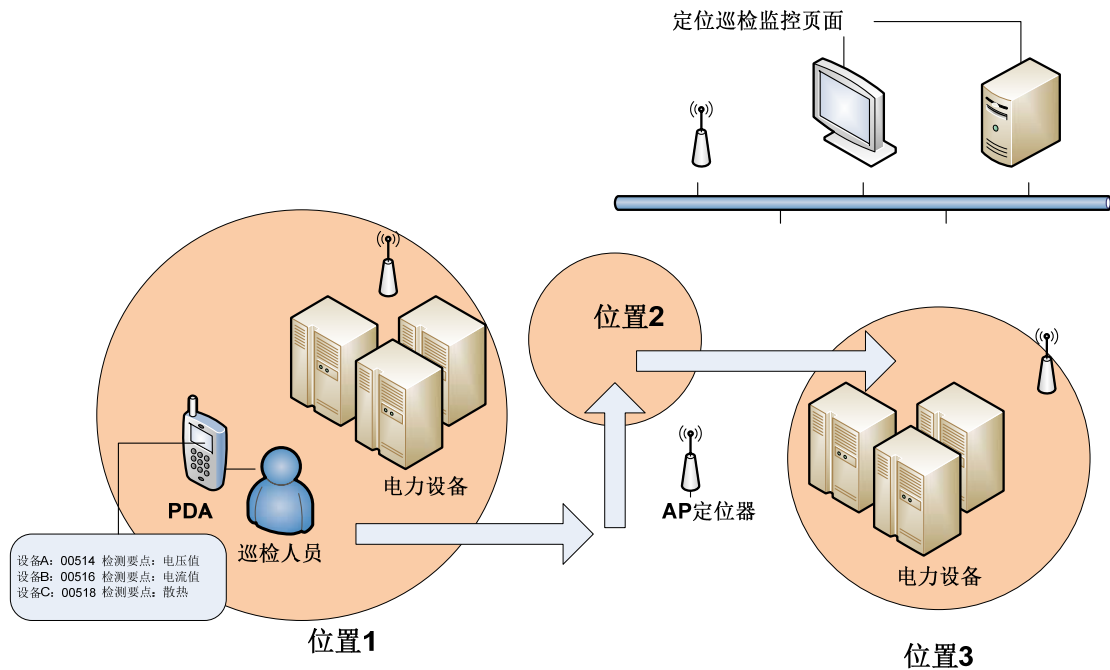 定位巡检监控页面
位置2
电力设备
PDA
AP定位器
巡检人员
设备A：00514 检测要点：电压值
设备B：00516 检测要点：电流值
设备C：00518 检测要点：散热
电力设备
位置1
位置3